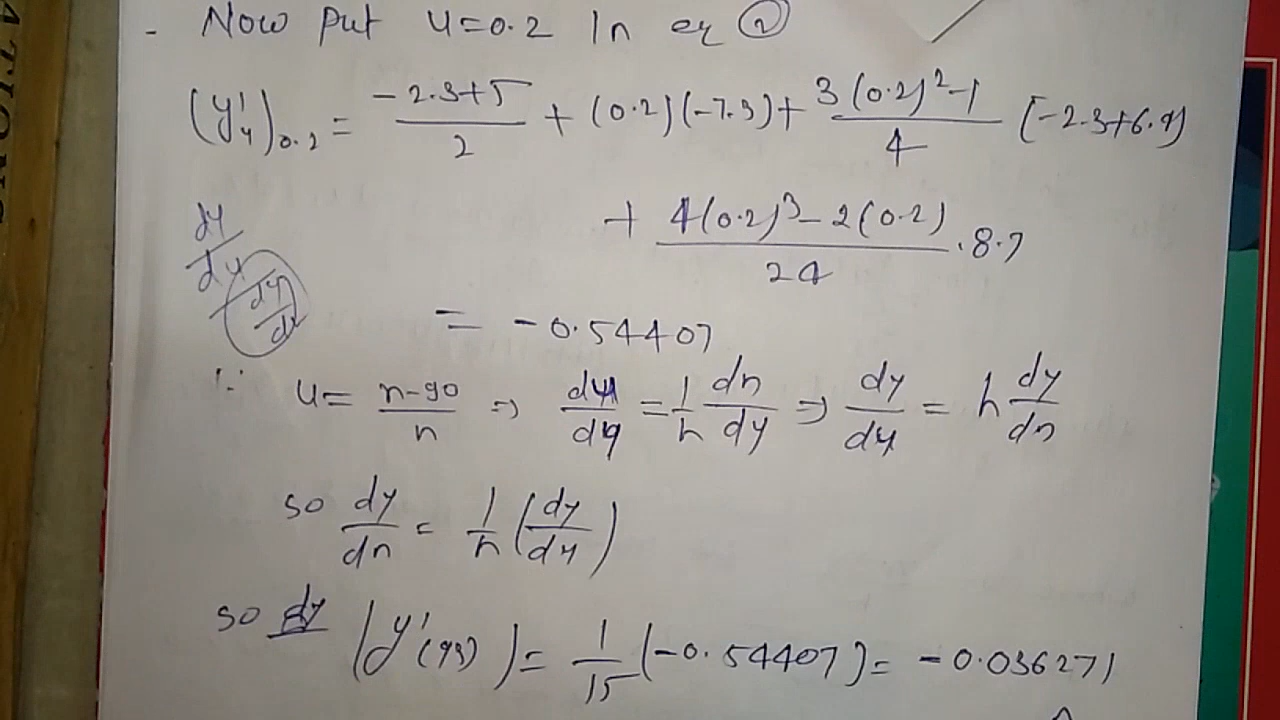 - Now put u=0.2 In eq ②
(y'u)0.2 = -2.3+5/2 + (0.2)(-7.3)+ 3(0.2)²-1/4 [-2.3+6.4]
+ 4(0.2)³-2(0.2)/24 .8.7
dy/du dy/dx
= -0.54407
∵ u= x-90/h ⇒ du/dy = 1/h dx/dy ⇒ dy/du = h dy/dx
so dy/dx = 1/h (dy/du)
so (y'(93)) = 1/15 (-0.54407) = -0.036271